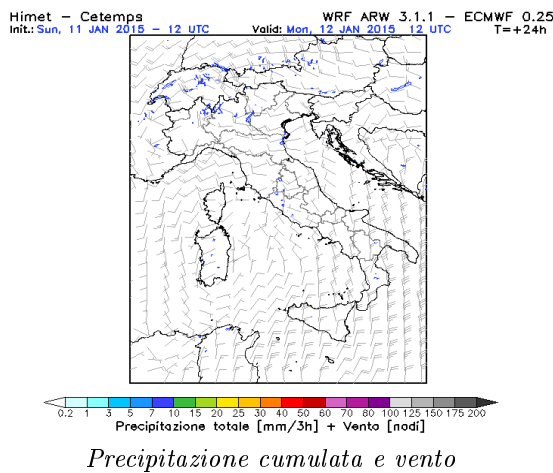 Himet – Cetemps WRF ARW 3.1.1 – ECMWF 0.25
Init.: Sun, 11 JAN 2015 – 12 UTC Valid: Mon, 12 JAN 2015 12 UTC T=+24h
0.2 1 3 5 7 10 15 20 25 30 40 50 60 70 80 100 125 150 175 200
Precipitazione totale [mm/3h] + Vento [nodi]
Precipitazione cumulata e vento